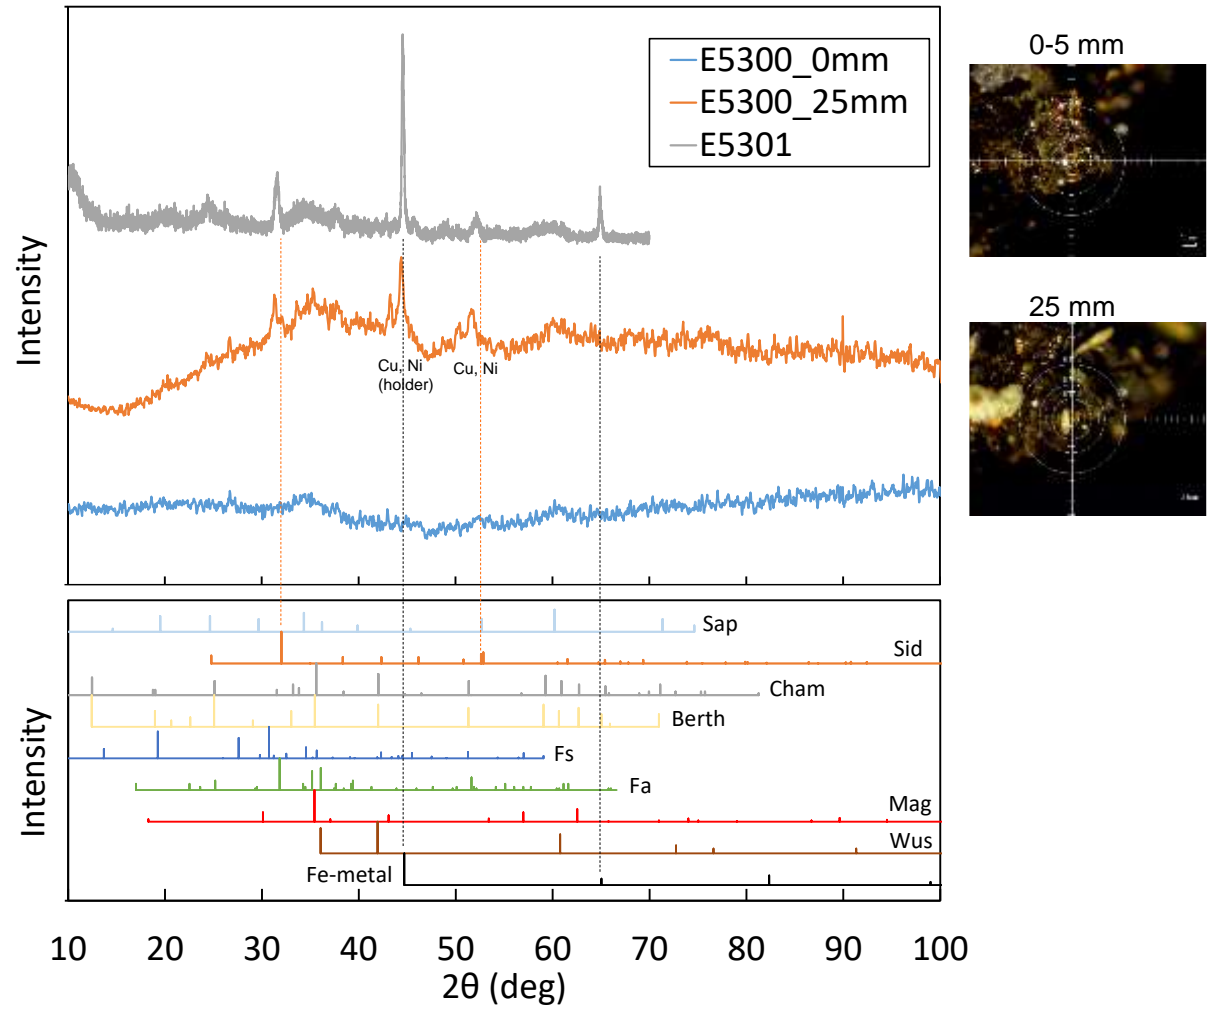 0-5 mm
E5300_0mm
E5300_25mm
E5301
25 mm
Intensity
Cu, Ni
(holder)
Cu, Ni
Sap
Sid
Cham
Berth
Fs
Fa
Mag
Wus
Fe-metal
Intensity
10 20 30 40 50 60 70 80 90 100
2θ (deg)